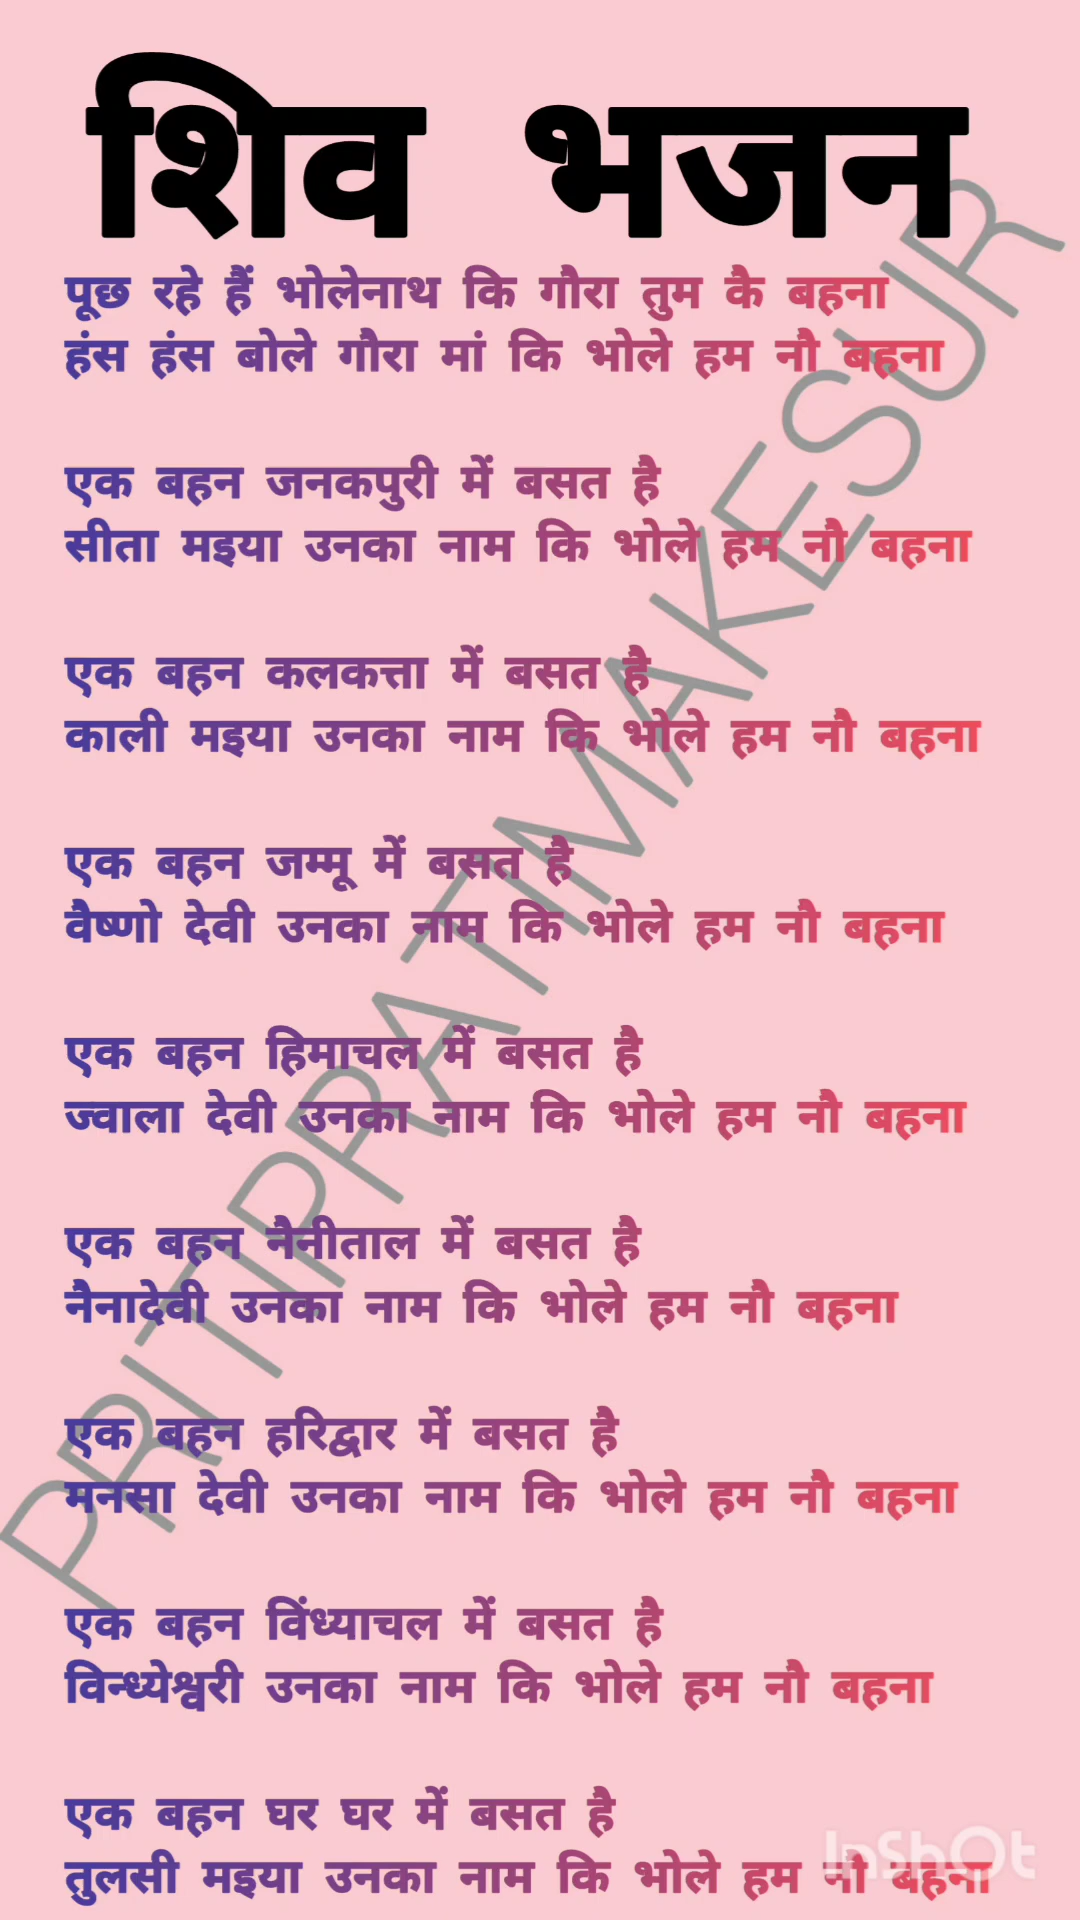 शिव भजन
पूछ रहे हैं भोलेनाथ कि गौरा तुम कै बहना
हंस हंस बोले गौरा मां कि भोले हम नौ बहना
एक बहन जनकपुरी में बसत है
सीता मइया उनका नाम कि भोले हम नौ बहना
एक बहन कलकत्ता में बसत है
काली मइया उनका नाम कि भोले हम नौ बहना
एक बहन जम्मू में बसत है
वैष्णो देवी उनका नाम कि भोले हम नौ बहना
एक बहन हिमाचल में बसत है
ज्वाला देवी उनका नाम कि भोले हम नौ बहना
एक बहन नैनीताल में बसत है
नैनादेवी उनका नाम कि भोले हम नौ बहना
एक बहन हरिद्वार में बसत है
मनसा देवी उनका नाम कि भोले हम नौ बहना
एक बहन विंध्याचल में बसत है
विन्ध्येश्वरी उनका नाम कि भोले हम नौ बहना
एक बहन घर घर में बसत है
तुलसी मइया उनका नाम कि भोले हम नौ बहना
PRITIPRATIMAKESUR
InShOt